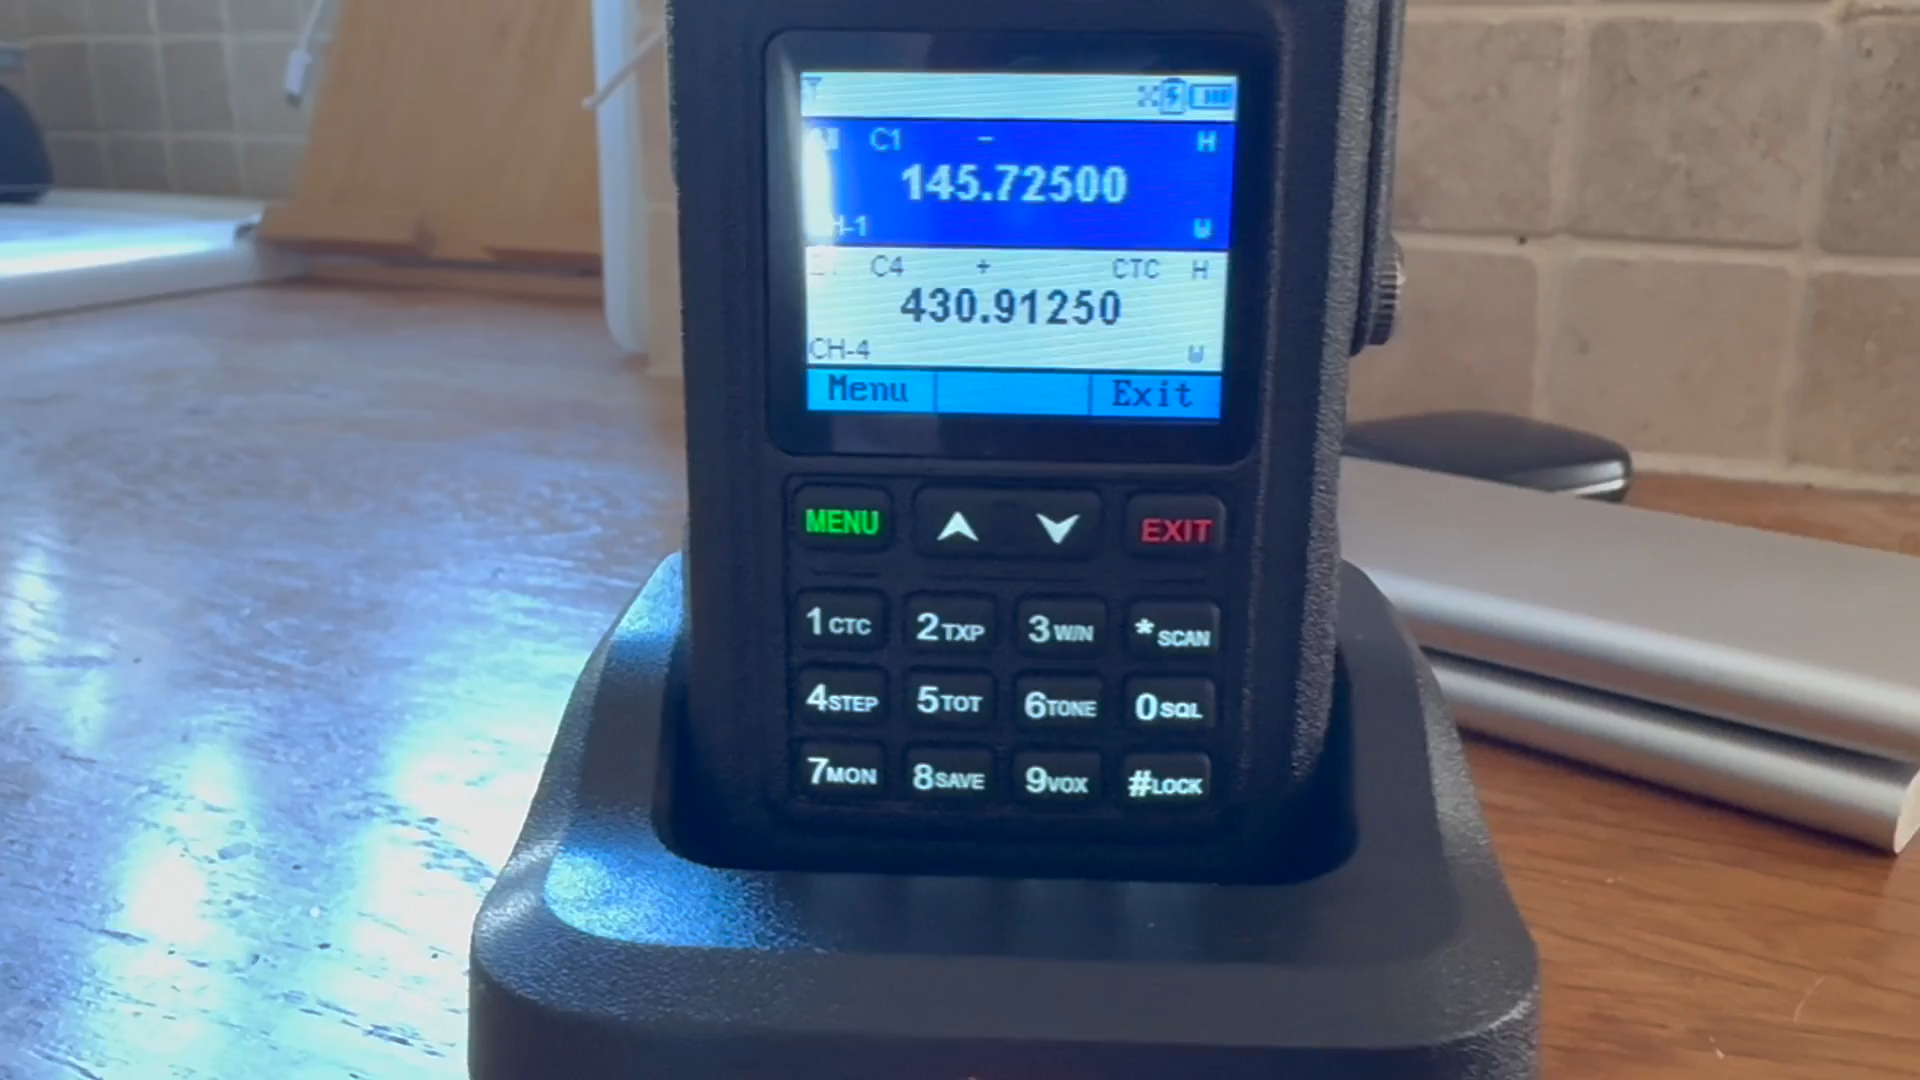 C1 - H
145.72500
H-1 W
C4 + CTC H
430.91250
CH-4 W
Menu Exit
MENU EXIT
1CTC 2TXP 3W/N *SCAN
4STEP 5TOT 6TONE 0SQL
7MON 8SAVE 9VOX #LOCK